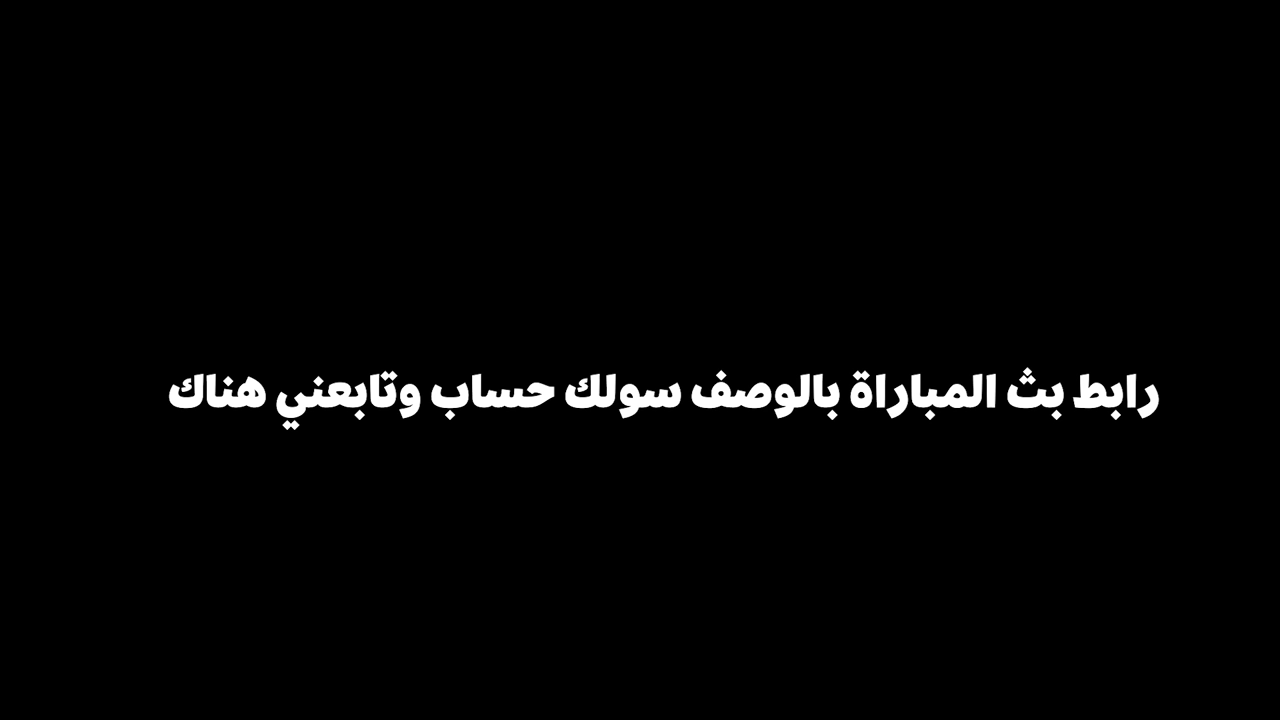 رابط بث المباراة بالوصف سولك حساب وتابعني هناك